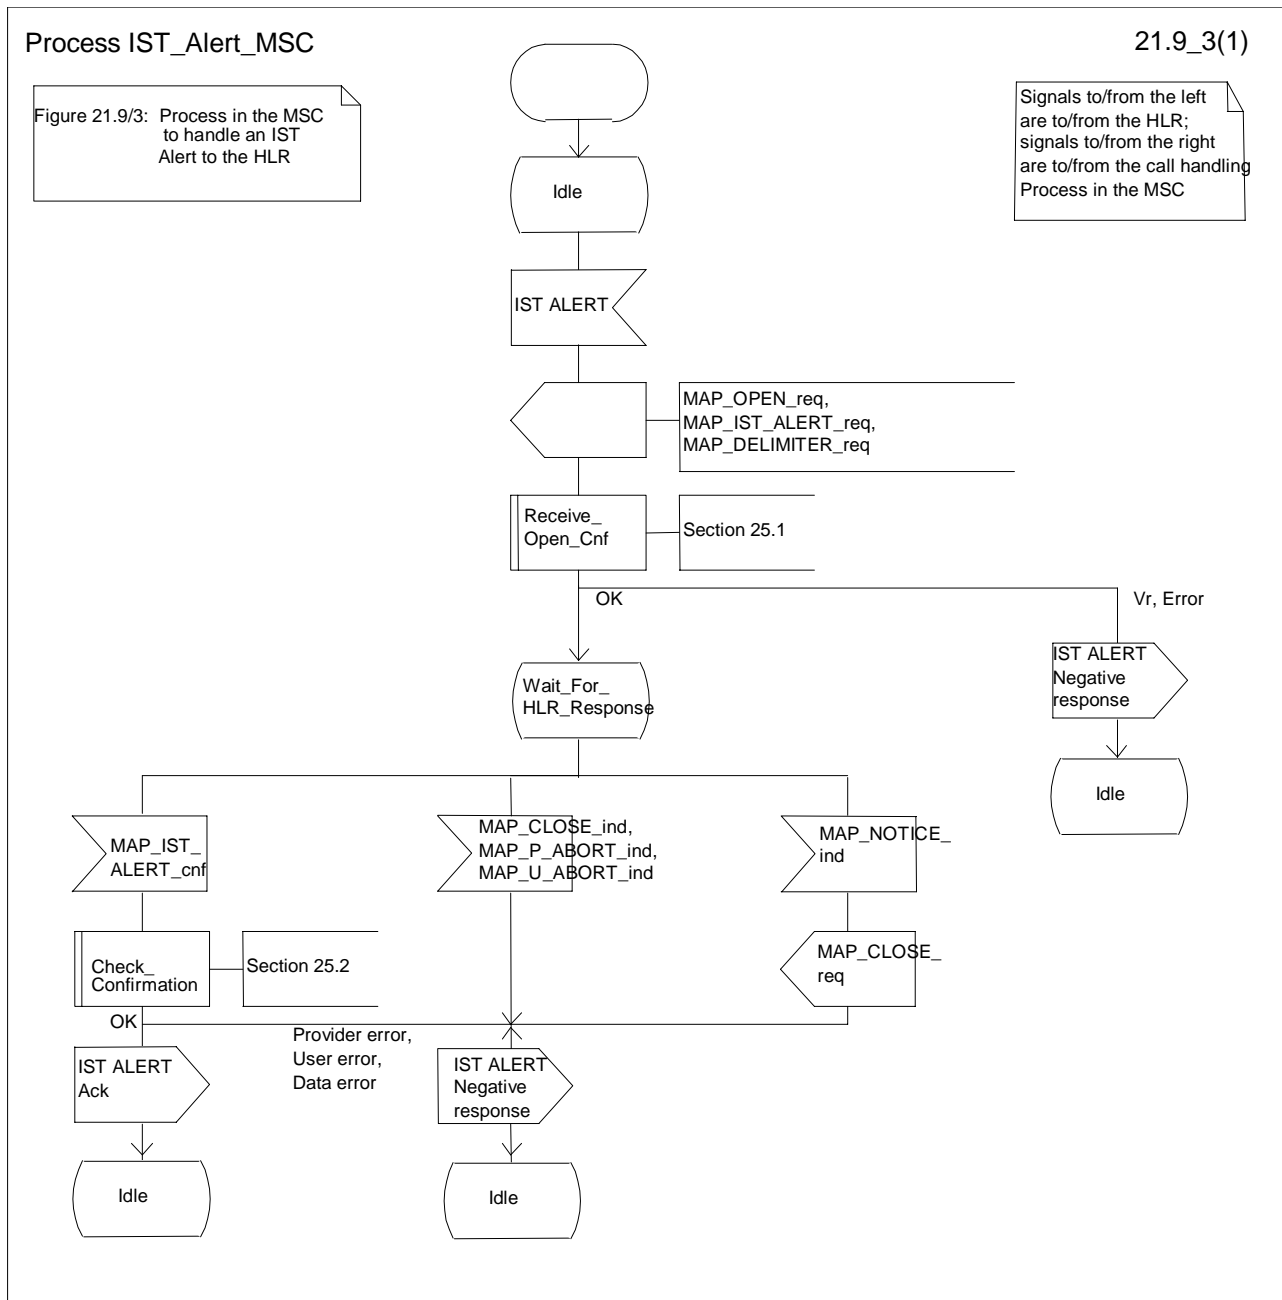 Process IST_Alert_MSC
21.9_3(1)
Figure 21.9/3: Process in the MSC
to handle an IST
Alert to the HLR
Signals to/from the left
are to/from the HLR;
signals to/from the right
are to/from the call handling
Process in the MSC
Idle
IST ALERT
MAP_OPEN_req,
MAP_IST_ALERT_req,
MAP_DELIMITER_req
Receive_
Open_Cnf
Section 25.1
OK
Vr, Error
IST ALERT
Negative
response
Wait_For_
HLR_Response
Idle
MAP_IST_
ALERT_cnf
MAP_CLOSE_ind,
MAP_P_ABORT_ind,
MAP_U_ABORT_ind
MAP_NOTICE_
ind
Check_
Confirmation
Section 25.2
MAP_CLOSE_
req
OK
Provider error,
User error,
Data error
IST ALERT
Ack
IST ALERT
Negative
response
Idle
Idle